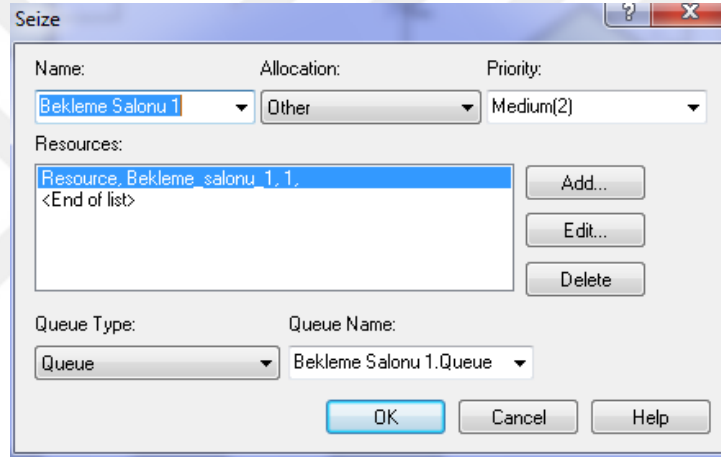 Seize
Name: Allocation: Priority:
Bekleme Salonu 1 Other Medium(2)
Resources:
Resource, Bekleme_salonu_1, 1,
<End of list>
Add...
Edit...
Delete
Queue Type: Queue Name:
Queue Bekleme Salonu 1.Queue
OK Cancel Help